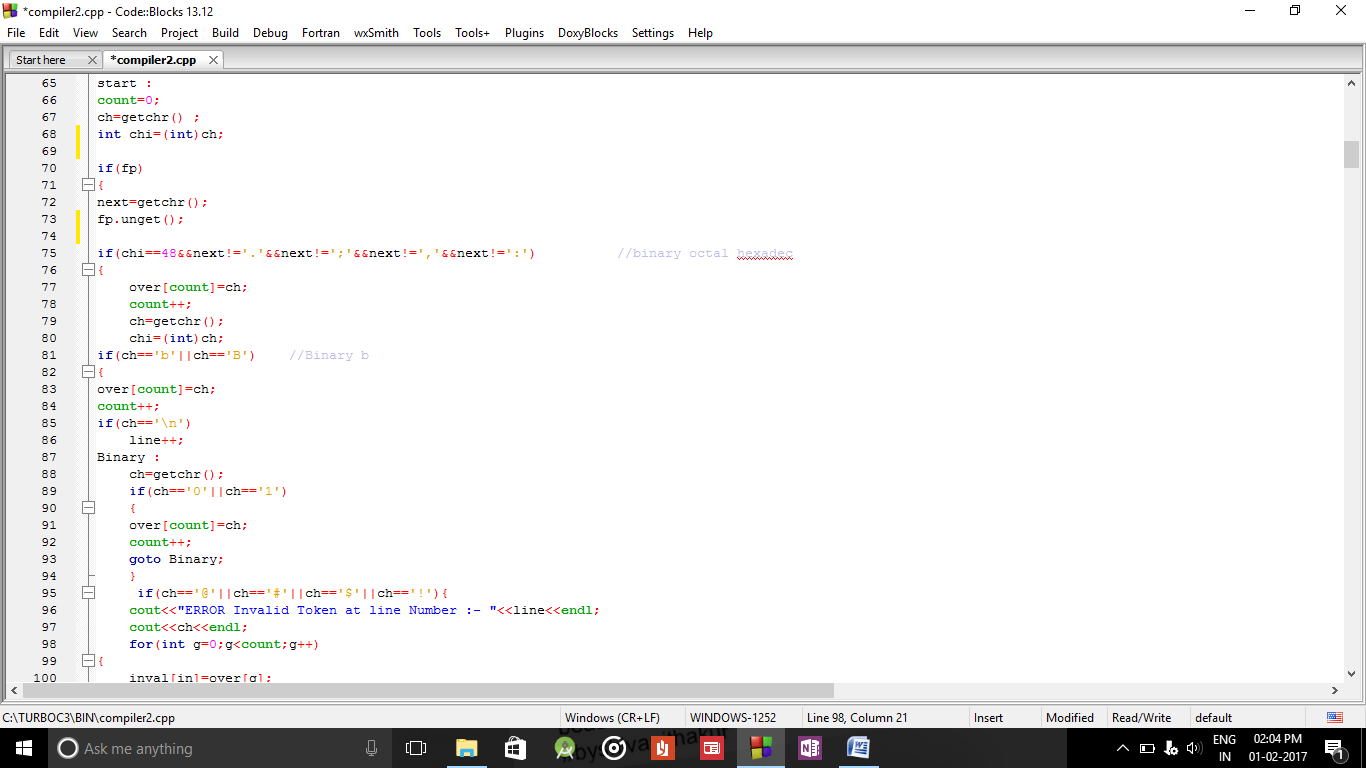 *compiler2.cpp - Code::Blocks 13.12
File Edit View Search Project Build Debug Fortran wxSmith Tools Tools+ Plugins DoxyBlocks Settings Help
Start here *compiler2.cpp
65 start :
66 count=0;
67 ch=getchr() ;
68 int chi=(int)ch;
69
70 if(fp)
71 {
72 next=getchr();
73 fp.unget();
74
75 if(chi==48&&next!='.'&&next!=';'&&next!=','&&next!=':') //binary octal hexadec
76 {
77 over[count]=ch;
78 count++;
79 ch=getchr();
80 chi=(int)ch;
81 if(ch=='b'||ch=='B') //Binary b
82 {
83 over[count]=ch;
84 count++;
85 if(ch=='\n')
86 line++;
87 Binary :
88 ch=getchr();
89 if(ch=='0'||ch=='1')
90 {
91 over[count]=ch;
92 count++;
93 goto Binary;
94 }
95 if(ch=='@'||ch=='#'||ch=='$'||ch=='!'){
96 cout<<"ERROR Invalid Token at line Number :- "<<line<<endl;
97 cout<<ch<<endl;
98 for(int g=0;g<count;g++)
99 {
100 inval[in]=over[g];
C:\TURBOC3\BIN\compiler2.cpp Windows (CR+LF) WINDOWS-1252 Line 98, Column 21 Insert Modified Read/Write default
Ask me anything
ENG 02:04 PM
IN 01-02-2017 1